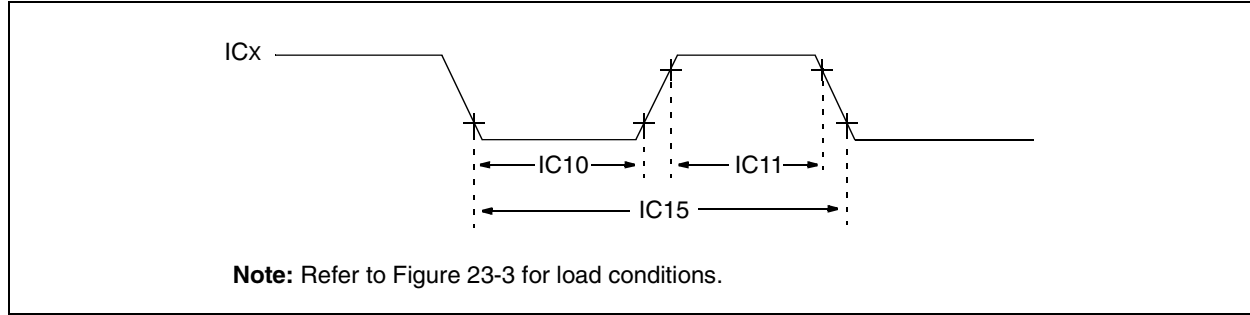 ICx
IC10
IC11
IC15
Note: Refer to Figure 23-3 for load conditions.